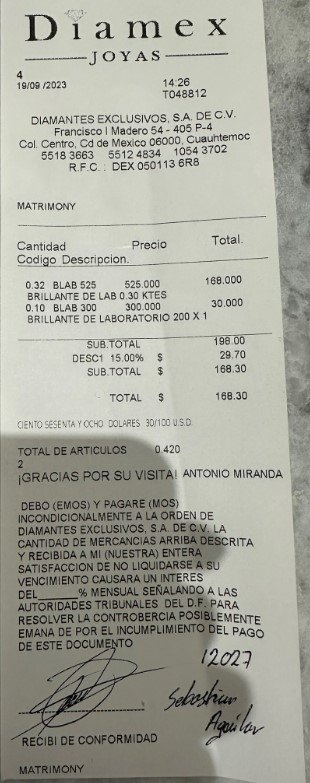 Diamex
JOYAS
4
19/09 /2023 14:26
T048812
DIAMANTES EXCLUSIVOS, S.A. DE C.V.
Francisco I Madero 54 - 405 P-4
Col. Centro, Cd de Mexico 06000, Cuauhtemoc
5518 3663 5512 4834 1054 3702
R.F.C. : DEX 050113 6R8
MATRIMONY
Cantidad Precio Total.
Codigo Descripcion.
0.32 BLAB 525 525.000 168.000
BRILLANTE DE LAB 0.30 KTES
0.10 BLAB 300 300.000 30.000
BRILLANTE DE LABORATORIO 200 X 1
SUB.TOTAL 198.00
DESC1 15.00% $ 29.70
SUB.TOTAL $ 168.30
TOTAL $ 168.30
CIENTO SESENTA Y OCHO DOLARES 30/100 U.S.D.
TOTAL DE ARTICULOS 0.420
2
¡GRACIAS POR SU VISITA! ANTONIO MIRANDA
DEBO (EMOS) Y PAGARE (MOS)
INCONDICIONALMENTE A LA ORDEN DE
DIAMANTES EXCLUSIVOS, S.A. DE C.V. LA
CANTIDAD DE MERCANCIAS ARRIBA DESCRITA
Y RECIBIDA A MI (NUESTRA) ENTERA
SATISFACCION DE NO LIQUIDARSE A SU
VENCIMIENTO CAUSARA UN INTERES
DEL_____% MENSUAL SEÑALANDO A LAS
AUTORIDADES TRIBUNALES DEL D.F. PARA
RESOLVER LA CONTROBERCIA POSIBLEMENTE
EMANA DE POR EL INCUMPLIMIENTO DEL PAGO
DE ESTE DOCUMENTO
12027
Sebastian
Aguilar
RECIBI DE CONFORMIDAD
MATRIMONY